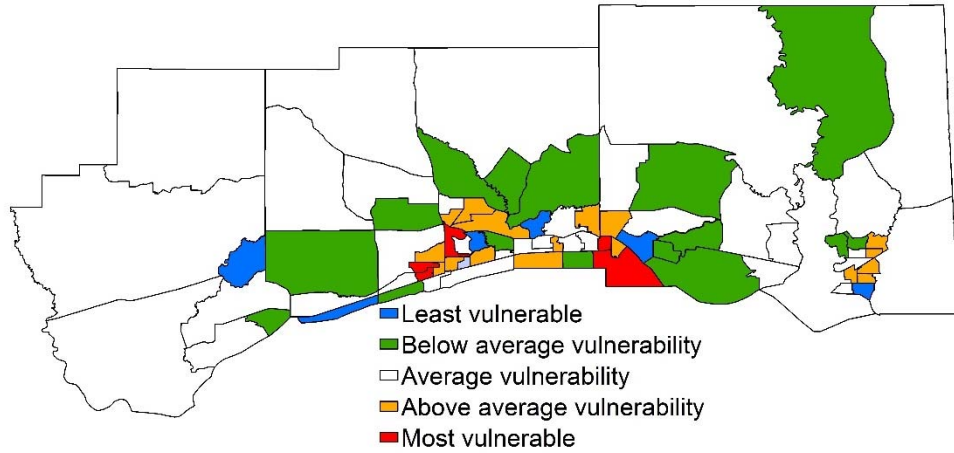 Least vulnerable
Below average vulnerability
Average vulnerability
Above average vulnerability
Most vulnerable